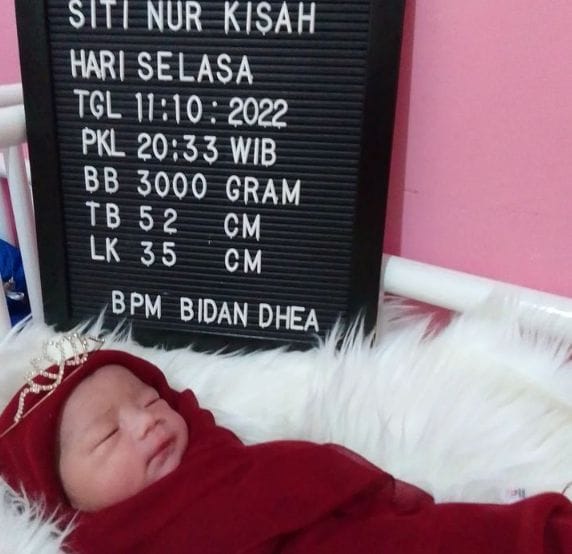 SITI NUR KISAH
HARI SELASA
TGL 11:10:2022
PKL 20:33 WIB
BB 3000 GRAM
TB 52 CM
LK 35 CM
BPM BIDAN DHEA